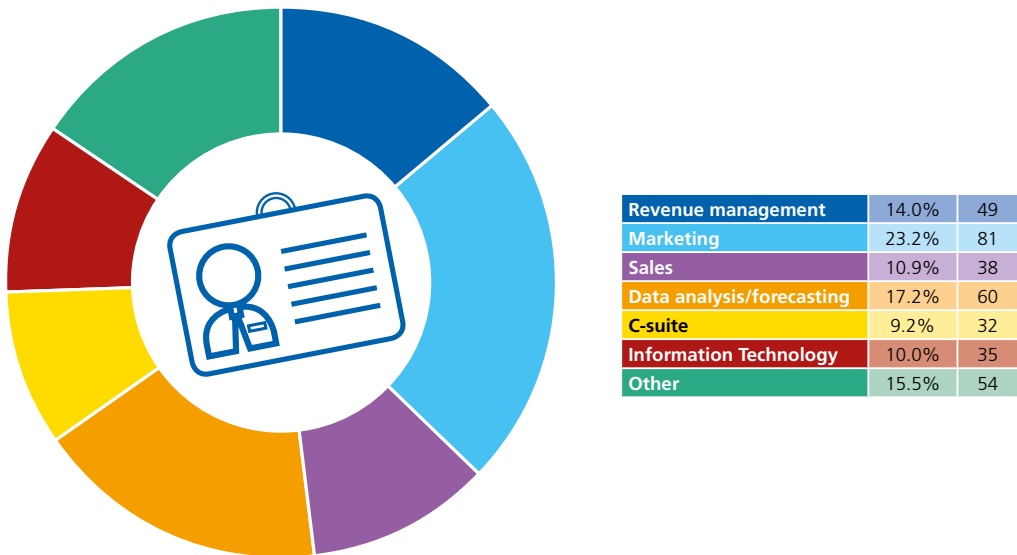 Revenue management 14.0% 49
Marketing 23.2% 81
Sales 10.9% 38
Data analysis/forecasting 17.2% 60
C-suite 9.2% 32
Information Technology 10.0% 35
Other 15.5% 54